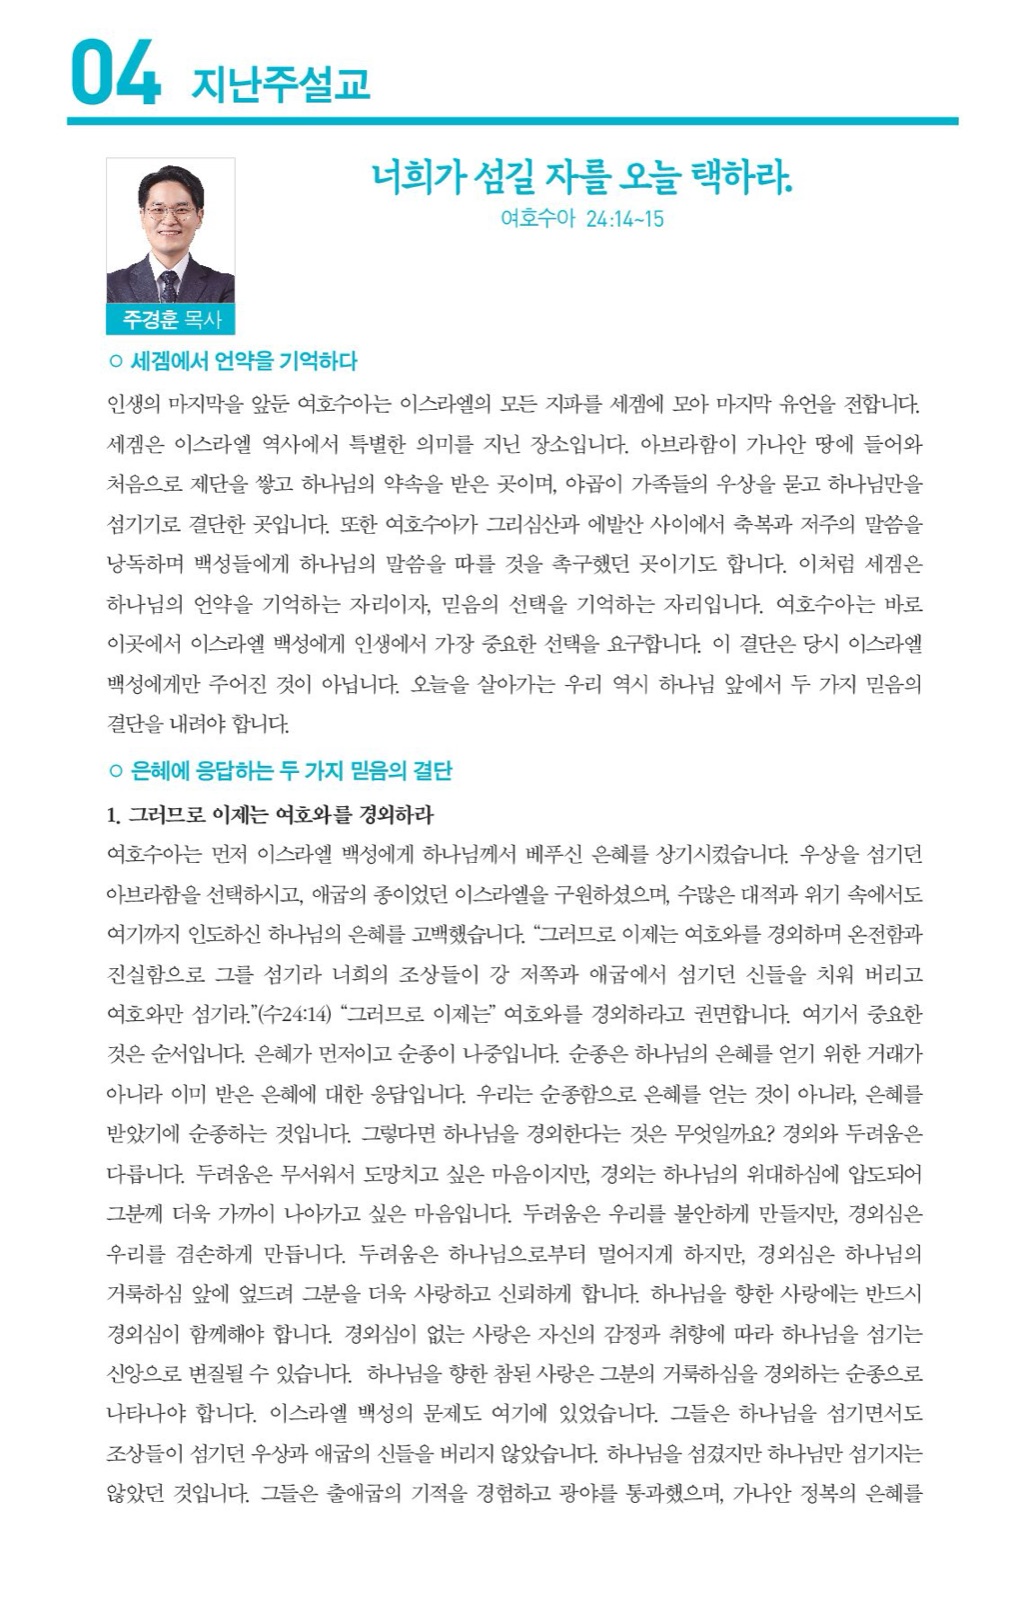 04 지난주설교
너희가 섬길 자를 오늘 택하라.
여호수아 24:14~15
주경훈 목사
○ 세겜에서 언약을 기억하다
인생의 마지막을 앞둔 여호수아는 이스라엘의 모든 지파를 세겜에 모아 마지막 유언을 전합니다.
세겜은 이스라엘 역사에서 특별한 의미를 지닌 장소입니다. 아브라함이 가나안 땅에 들어와
처음으로 제단을 쌓고 하나님의 약속을 받은 곳이며, 야곱이 가족들의 우상을 묻고 하나님만을
섬기기로 결단한 곳입니다. 또한 여호수아가 그리심산과 에발산 사이에서 축복과 저주의 말씀을
낭독하며 백성들에게 하나님의 말씀을 따를 것을 촉구했던 곳이기도 합니다. 이처럼 세겜은
하나님의 언약을 기억하는 자리이자, 믿음의 선택을 기억하는 자리입니다. 여호수아는 바로
이곳에서 이스라엘 백성에게 인생에서 가장 중요한 선택을 요구합니다. 이 결단은 당시 이스라엘
백성에게만 주어진 것이 아닙니다. 오늘을 살아가는 우리 역시 하나님 앞에서 두 가지 믿음의
결단을 내려야 합니다.
○ 은혜에 응답하는 두 가지 믿음의 결단
1. 그러므로 이제는 여호와를 경외하라
여호수아는 먼저 이스라엘 백성에게 하나님께서 베푸신 은혜를 상기시켰습니다. 우상을 섬기던
아브라함을 선택하시고, 애굽의 종이었던 이스라엘을 구원하셨으며, 수많은 대적과 위기 속에서도
여기까지 인도하신 하나님의 은혜를 고백했습니다. “그러므로 이제는 여호와를 경외하며 온전함과
진실함으로 그를 섬기라 너희의 조상들이 강 저쪽과 애굽에서 섬기던 신들을 치워 버리고
여호와만 섬기라.”(수24:14) “그러므로 이제는” 여호와를 경외하라고 권면합니다. 여기서 중요한
것은 순서입니다. 은혜가 먼저이고 순종이 나중입니다. 순종은 하나님의 은혜를 얻기 위한 거래가
아니라 이미 받은 은혜에 대한 응답입니다. 우리는 순종함으로 은혜를 얻는 것이 아니라, 은혜를
받았기에 순종하는 것입니다. 그렇다면 하나님을 경외한다는 것은 무엇일까요? 경외와 두려움은
다릅니다. 두려움은 무서워서 도망치고 싶은 마음이지만, 경외는 하나님의 위대하심에 압도되어
그분께 더욱 가까이 나아가고 싶은 마음입니다. 두려움은 우리를 불안하게 만들지만, 경외심은
우리를 겸손하게 만듭니다. 두려움은 하나님으로부터 멀어지게 하지만, 경외심은 하나님의
거룩하심 앞에 엎드려 그분을 더욱 사랑하고 신뢰하게 합니다. 하나님을 향한 사랑에는 반드시
경외심이 함께해야 합니다. 경외심이 없는 사랑은 자신의 감정과 취향에 따라 하나님을 섬기는
신앙으로 변질될 수 있습니다. 하나님을 향한 참된 사랑은 그분의 거룩하심을 경외하는 순종으로
나타나야 합니다. 이스라엘 백성의 문제도 여기에 있었습니다. 그들은 하나님을 섬기면서도
조상들이 섬기던 우상과 애굽의 신들을 버리지 않았습니다. 하나님을 섬겼지만 하나님만 섬기지는
않았던 것입니다. 그들은 출애굽의 기적을 경험하고 광야를 통과했으며, 가나안 정복의 은혜를